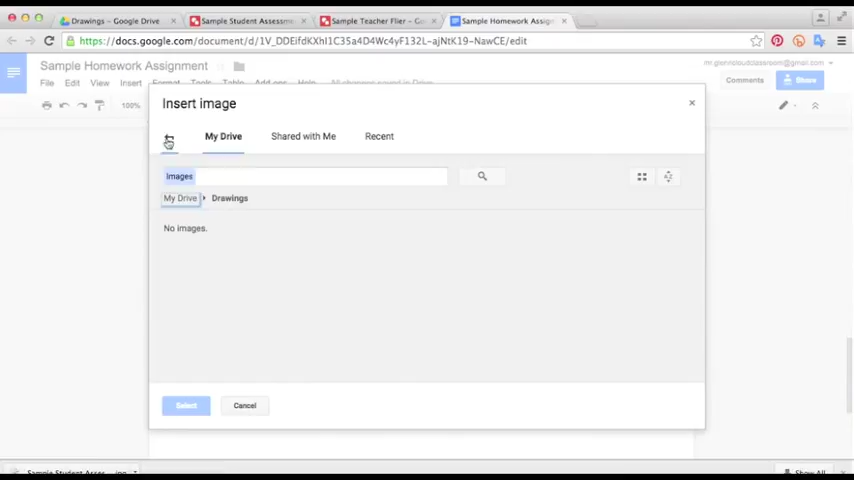 Drawings – Google Drive × Sample Student Assessmen × Sample Teacher Flier – Go × Sample Homework Assign ×
https://docs.google.com/document/d/1V_DDEifdKXhI1C35a4D4Wc4yF132L-ajNtK19-NawCE/edit
Sample Homework Assignment
mr.glenncloudclassroom@gmail.com
File Edit View Insert Format Tools Table Add-ons Help All changes saved in Drive
Comments Share
100%
Insert image ×
My Drive Shared with Me Recent
Images
My Drive Drawings
No images.
Select Cancel
Sample Student Asses....jpg Show All